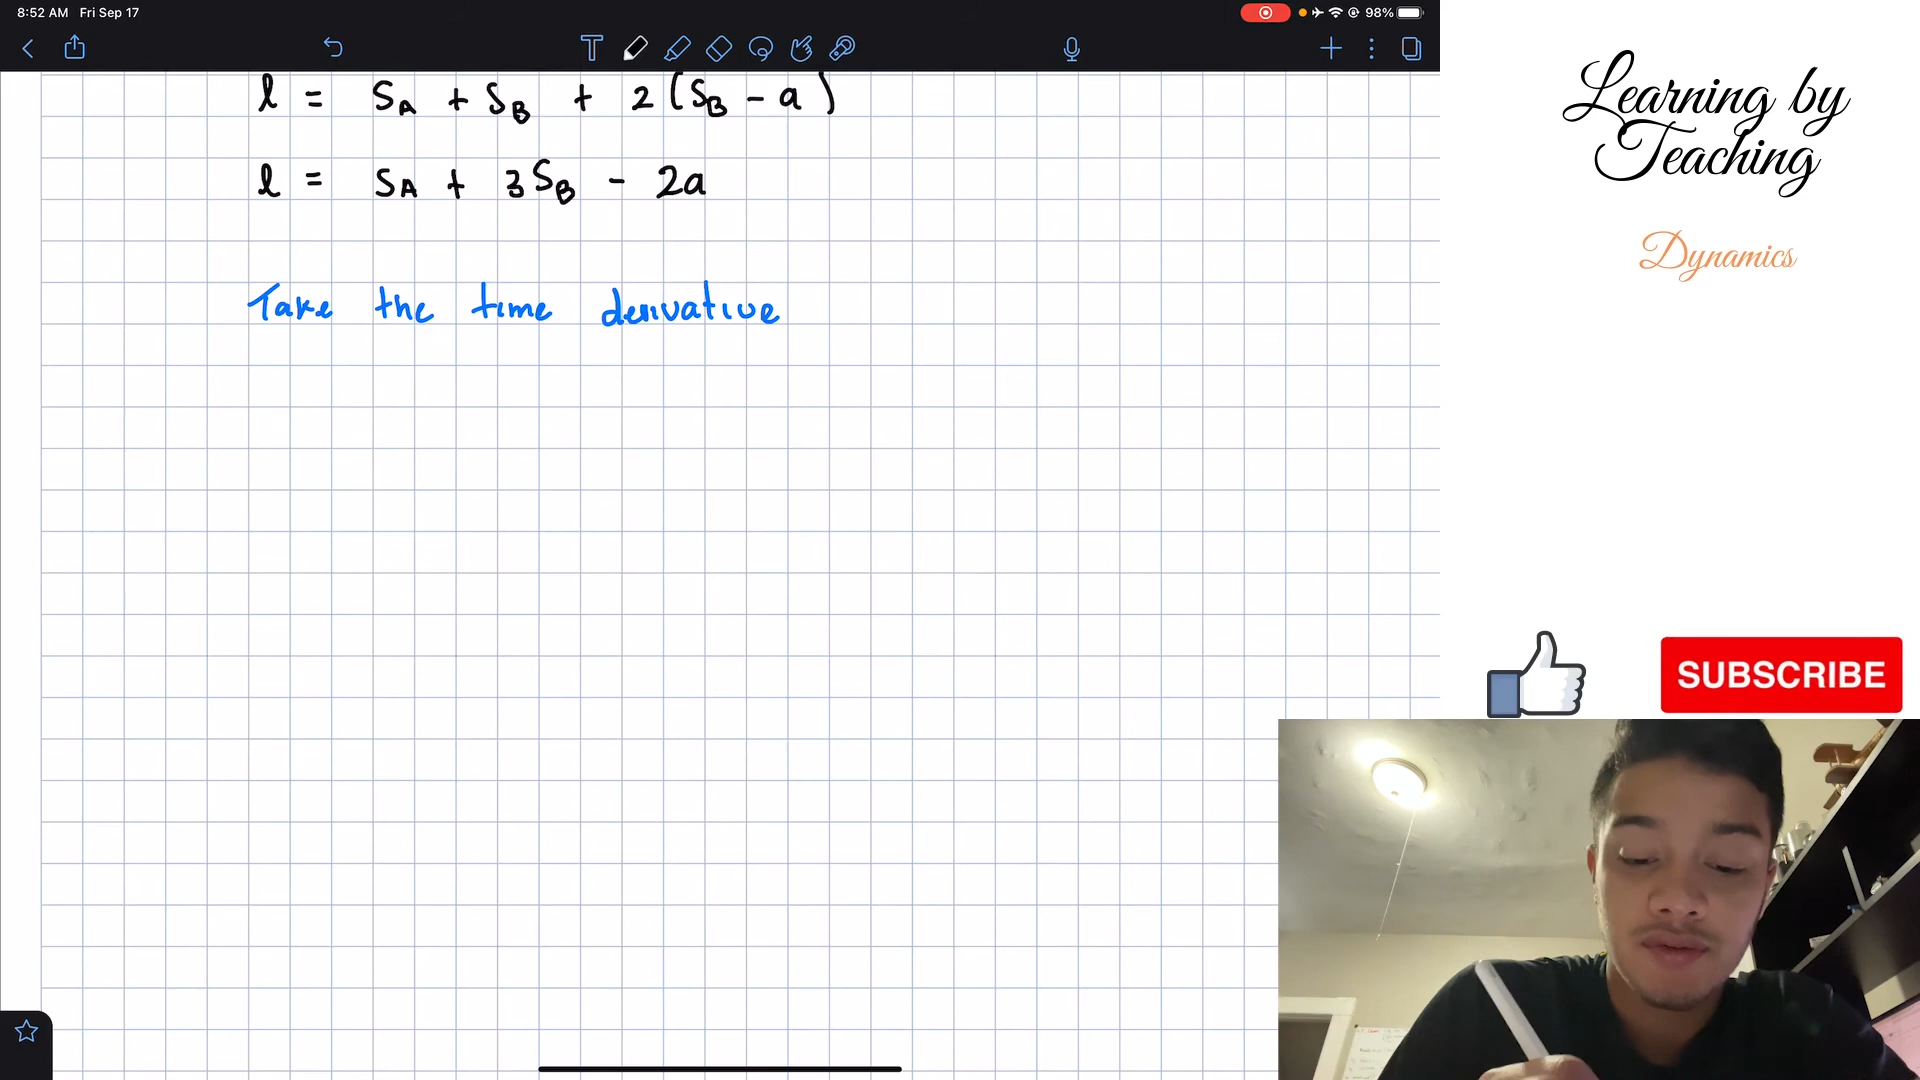 8:52 AM Fri Sep 17
98%
l = SA + SB + 2 (SB - a)
l = SA + 3SB - 2a
Take the time derivative
Learning by
Teaching
Dynamics
SUBSCRIBE